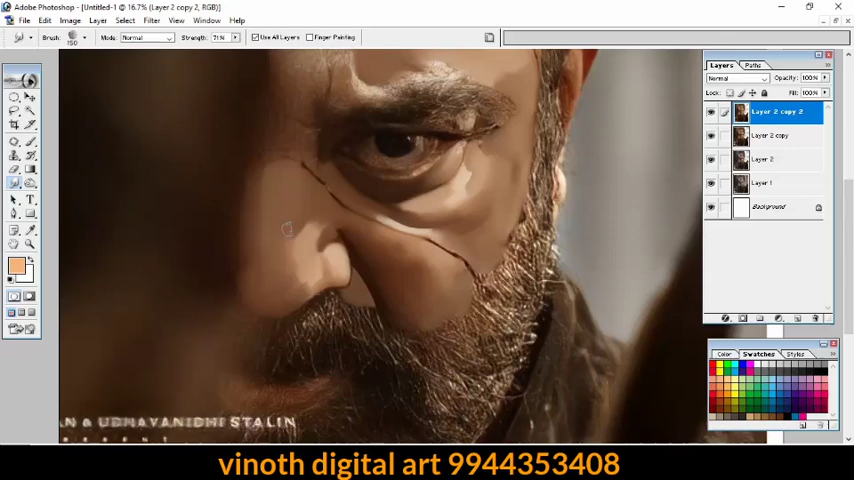 Adobe Photoshop - [Untitled-1 @ 16.7% (Layer 2 copy 2, RGB)]
File Edit Image Layer Select Filter View Window Help
Brush: 150 Mode: Normal Strength: 71% Use All Layers Finger Painting
Layers Paths
Normal Opacity: 100%
Lock: Fill: 100%
Layer 2 copy 2
Layer 2 copy
Layer 2
Layer 1
Background
Color Swatches Styles
AN & UDHAYANIDHI STALIN
vinoth digital art 9944353408